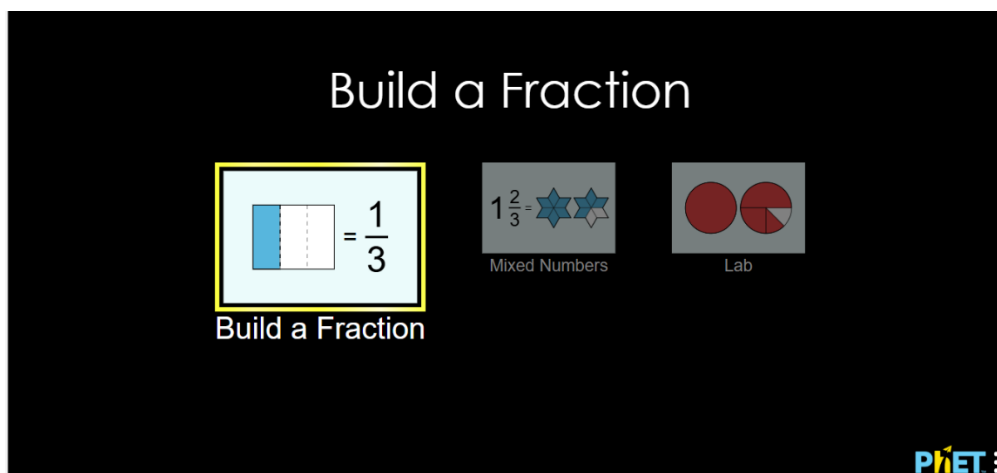 Build a Fraction
= 1/3
1 2/3 =
Build a Fraction
Mixed Numbers
Lab
PhET